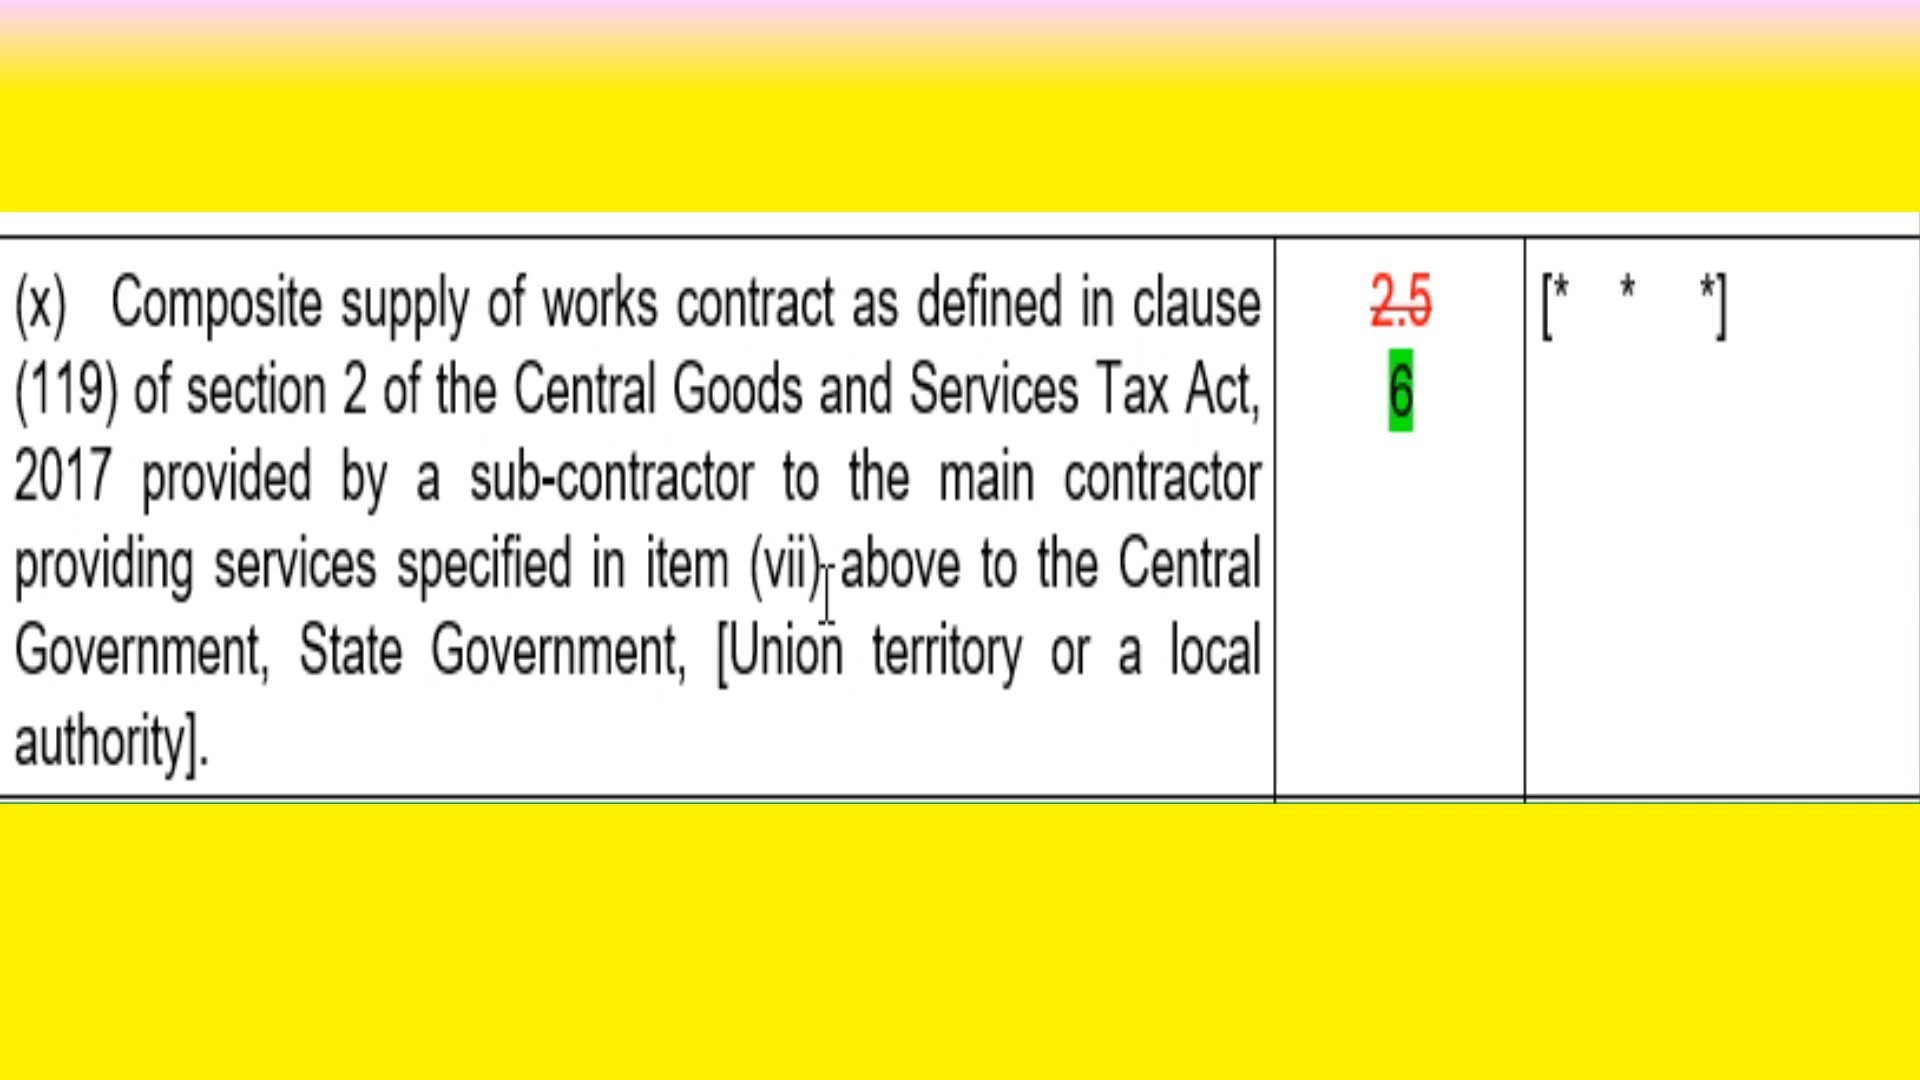 (x) Composite supply of works contract as defined in clause 2.5 [* * *]
(119) of section 2 of the Central Goods and Services Tax Act, 6
2017 provided by a sub-contractor to the main contractor
providing services specified in item (vii) above to the Central
Government, State Government, [Union territory or a local
authority].